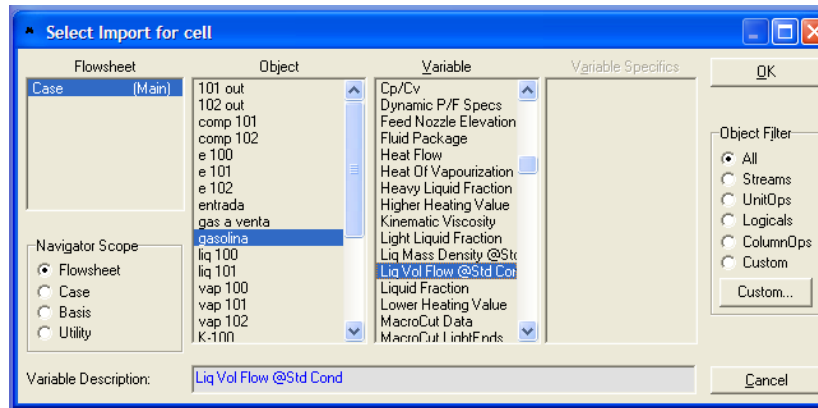 Select Import for cell
Flowsheet
Case (Main)
Navigator Scope
Flowsheet
Case
Basis
Utility
Object
101 out
102 out
comp 101
comp 102
e 100
e 101
e 102
entrada
gas a venta
gasolina
liq 100
liq 101
vap 100
vap 101
vap 102
K-100
Variable
Cp/Cv
Dynamic P/F Specs
Feed Nozzle Elevation
Fluid Package
Heat Flow
Heat Of Vapourization
Heavy Liquid Fraction
Higher Heating Value
Kinematic Viscosity
Light Liquid Fraction
Liq Mass Density @Std
Liq Vol Flow @Std Con
Liquid Fraction
Lower Heating Value
MacroCut Data
MacroCut LightEnds
Variable Specifics
OK
Object Filter
All
Streams
UnitOps
Logicals
ColumnOps
Custom
Custom...
Variable Description: Liq Vol Flow @Std Cond
Cancel